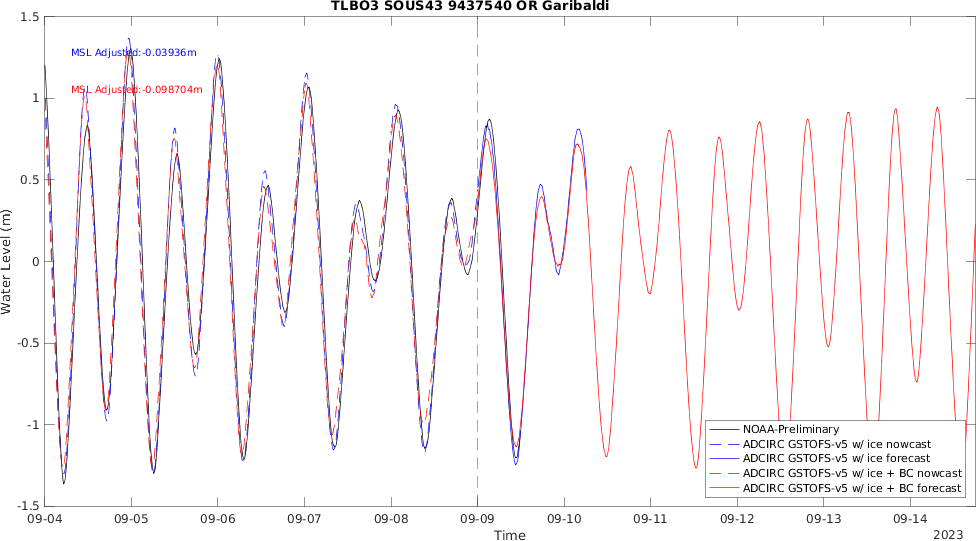 TLBO3 SOUS43 9437540 OR Garibaldi
1.5
MSL Adjusted:-0.03936m
MSL Adjusted:-0.098704m
1
0.5
0
-0.5
-1
-1.5
Water Level (m)
NOAA-Preliminary
ADCIRC GSTOFS-v5 w/ ice nowcast
ADCIRC GSTOFS-v5 w/ ice forecast
ADCIRC GSTOFS-v5 w/ ice + BC nowcast
ADCIRC GSTOFS-v5 w/ ice + BC forecast
09-04 09-05 09-06 09-07 09-08 09-09 09-10 09-11 09-12 09-13 09-14
Time
2023